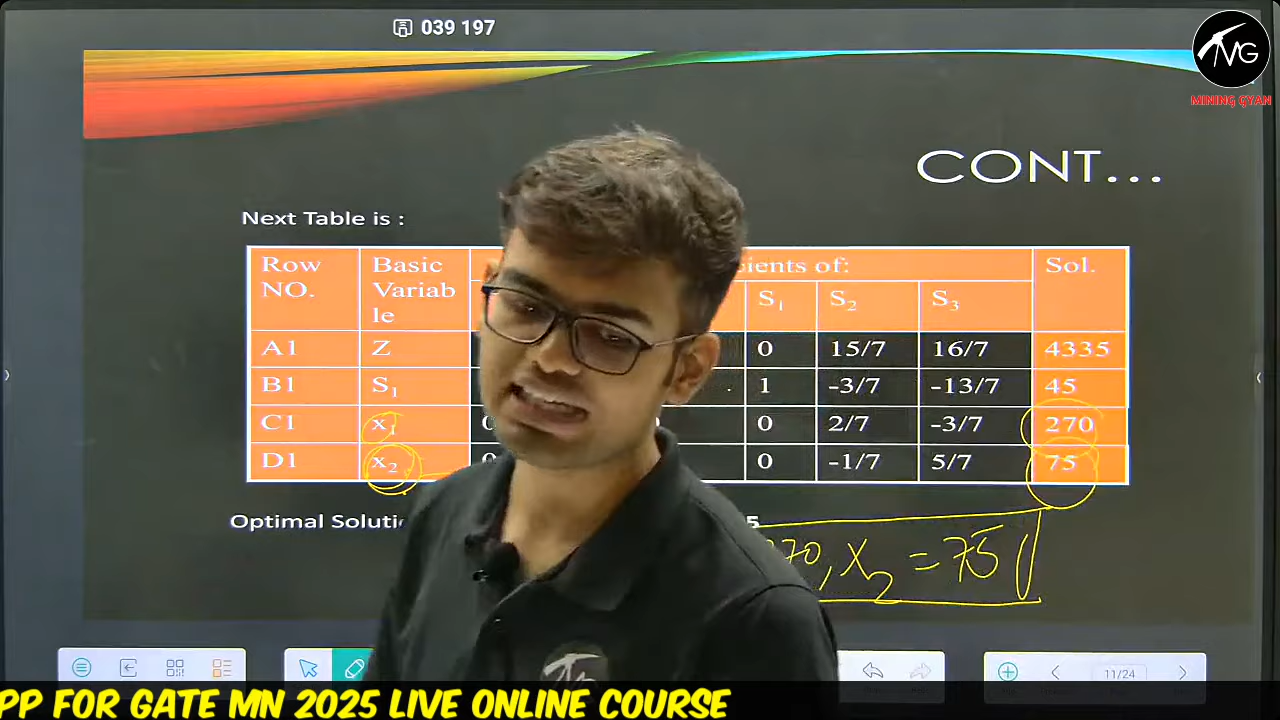 039 197
MG
MINING GYAN
CONT...
Next Table is :
Row NO. Basic Variable Sol.
S1 S2 S3
A1 Z 0 15/7 16/7 4335
B1 S1 1 -3/7 -13/7 45
C1 x1 0 2/7 -3/7 270
D1 x2 0 -1/7 5/7 75
Optimal 5
70, X2 = 75
11/24
PP FOR GATE MN 2025 LIVE ONLINE COURSE